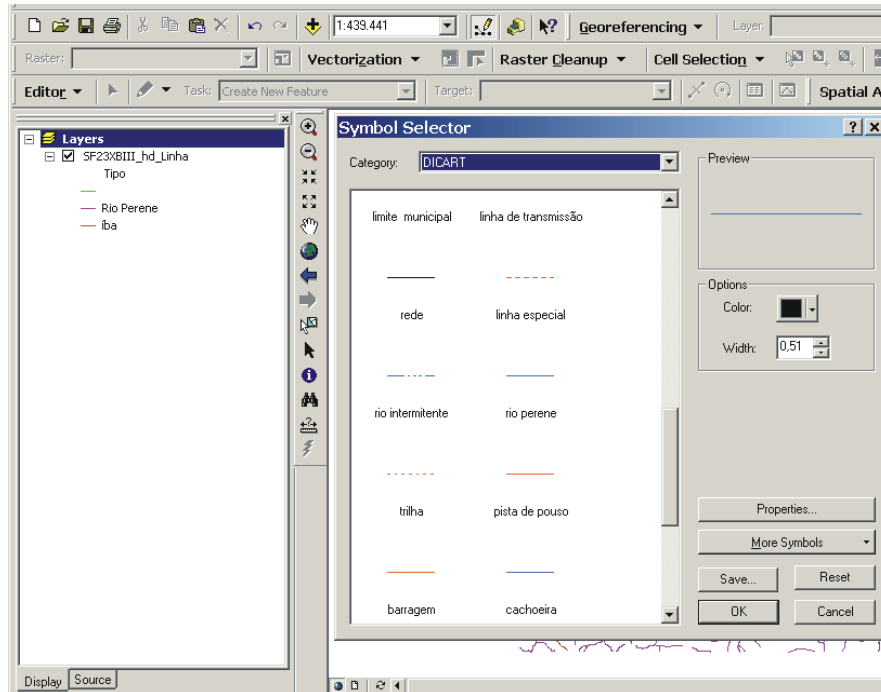 1:439.441
Georeferencing
Layer:
Raster:
Vectorization
Raster Cleanup
Cell Selection
Editor
Task:
Create New Feature
Target:
Spatial A
Layers
SF23XBIII_hd_Linha
Tipo
Rio Perene
íba
Display
Source
Symbol Selector
Category:
DICART
limite municipal
linha de transmissão
rede
linha especial
rio intermitente
rio perene
trilha
pista de pouso
barragem
cachoeira
Preview
Options
Color:
Width:
0,51
Properties...
More Symbols
Save...
Reset
OK
Cancel